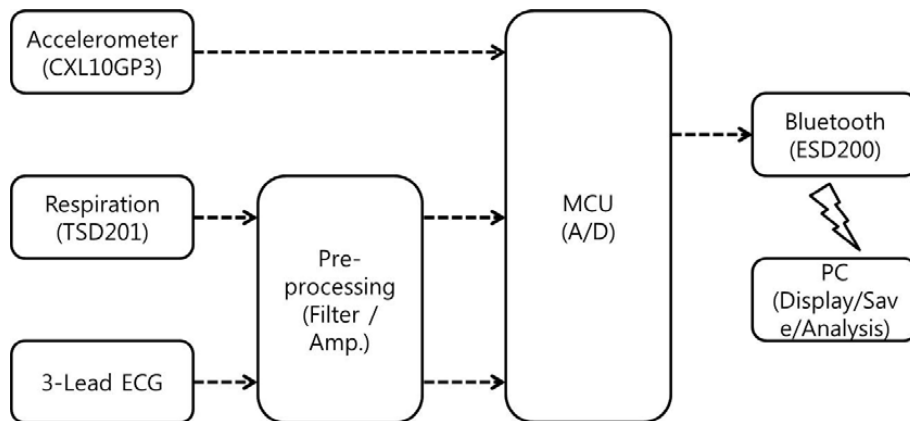 Accelerometer
(CXL10GP3)
Respiration
(TSD201)
3-Lead ECG
Pre-
processing
(Filter /
Amp.)
MCU
(A/D)
Bluetooth
(ESD200)
PC
(Display/Sav
e/Analysis)